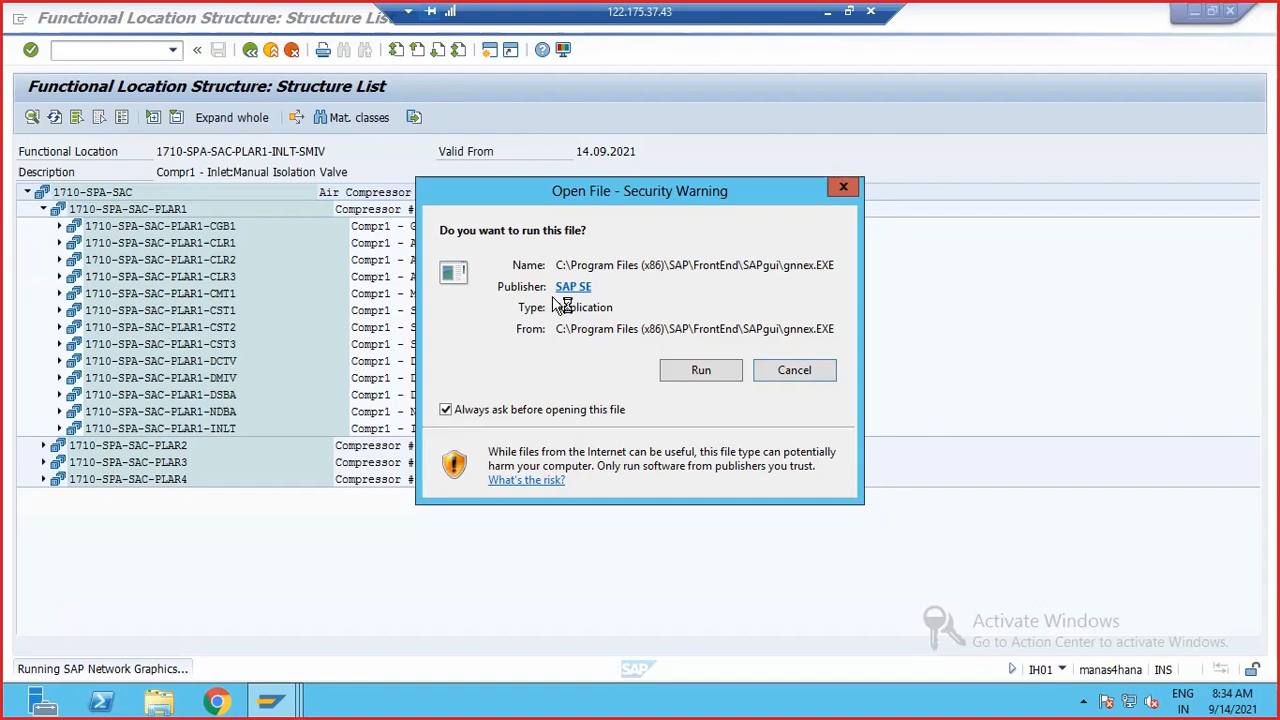 Functional Location Structure: Structure Lis
122.175.37.43
Functional Location Structure: Structure List
Expand whole
Mat. classes
Functional Location 1710-SPA-SAC-PLAR1-INLT-SMIV Valid From 14.09.2021
Description Compr1 - Inlet:Manual Isolation Valve
1710-SPA-SAC Air Compressor
1710-SPA-SAC-PLAR1 Compressor #
1710-SPA-SAC-PLAR1-CGB1 Compr1 - G
1710-SPA-SAC-PLAR1-CLR1 Compr1 - A
1710-SPA-SAC-PLAR1-CLR2 Compr1 - A
1710-SPA-SAC-PLAR1-CLR3 Compr1 - A
1710-SPA-SAC-PLAR1-CMT1 Compr1 - M
1710-SPA-SAC-PLAR1-CST1 Compr1 - S
1710-SPA-SAC-PLAR1-CST2 Compr1 - S
1710-SPA-SAC-PLAR1-CST3 Compr1 - S
1710-SPA-SAC-PLAR1-DCTV Compr1 - D
1710-SPA-SAC-PLAR1-DMIV Compr1 - D
1710-SPA-SAC-PLAR1-DSBA Compr1 - D
1710-SPA-SAC-PLAR1-NDBA Compr1 - N
1710-SPA-SAC-PLAR1-INLT Compr1 - I
1710-SPA-SAC-PLAR2 Compressor #
1710-SPA-SAC-PLAR3 Compressor #
1710-SPA-SAC-PLAR4 Compressor #
Open File - Security Warning
Do you want to run this file?
Name: C:\Program Files (x86)\SAP\FrontEnd\SAPgui\gnnex.EXE
Publisher: SAP SE
Type: Application
From: C:\Program Files (x86)\SAP\FrontEnd\SAPgui\gnnex.EXE
Run
Cancel
Always ask before opening this file
While files from the Internet can be useful, this file type can potentially
harm your computer. Only run software from publishers you trust.
What's the risk?
Activate Windows
Go to Action Center to activate Windows.
Running SAP Network Graphics...
SAP
IH01
manas4hana
INS
ENG
IN
8:34 AM
9/14/2021